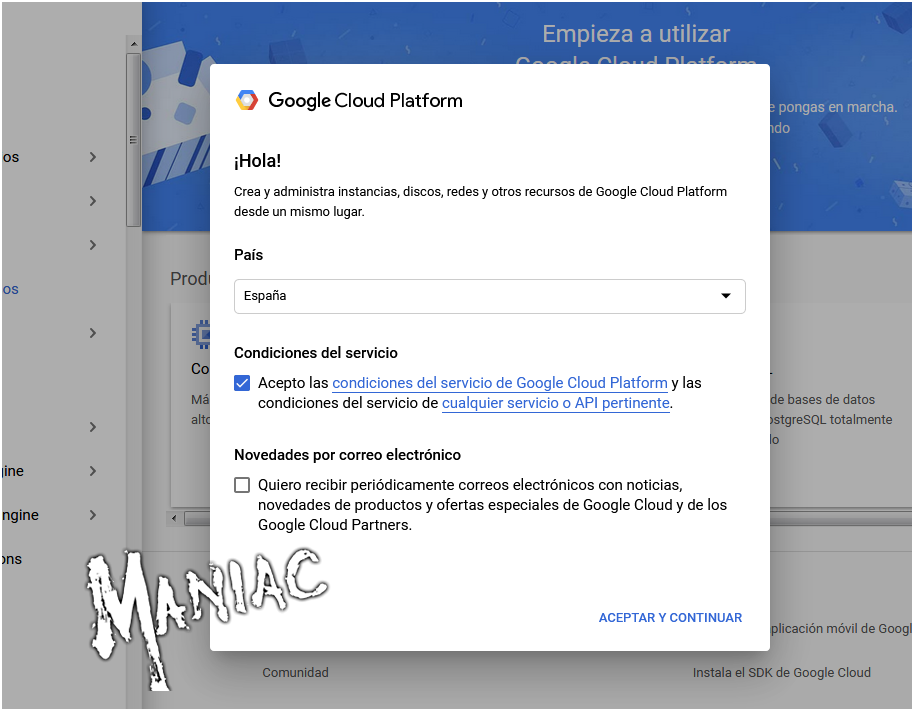 Empieza a utilizar
Google Cloud Platform
e pongas en marcha.
ndo
Google Cloud Platform
¡Hola!
Crea y administra instancias, discos, redes y otros recursos de Google Cloud Platform
desde un mismo lugar.
País
España
Condiciones del servicio
Acepto las condiciones del servicio de Google Cloud Platform y las
condiciones del servicio de cualquier servicio o API pertinente.
Novedades por correo electrónico
Quiero recibir periódicamente correos electrónicos con noticias,
novedades de productos y ofertas especiales de Google Cloud y de los
Google Cloud Partners.
ACEPTAR Y CONTINUAR
os
os
gine
ngine
ons
Produ
Co
Má
alto
de bases de datos
ostgreSQL totalmente
do
MANIAC
plicación móvil de Googl
Comunidad
Instala el SDK de Google Cloud